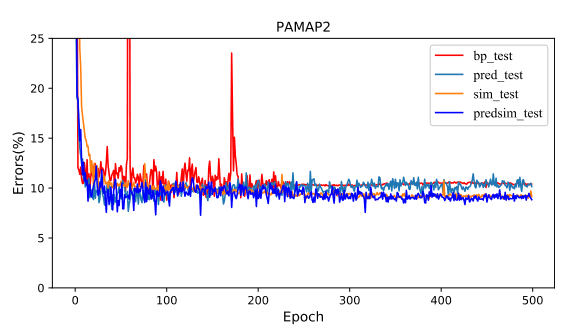 PAMAP2
25
20
15
10
5
0
Errors(%)
bp_test
pred_test
sim_test
predsim_test
0 100 200 300 400 500
Epoch